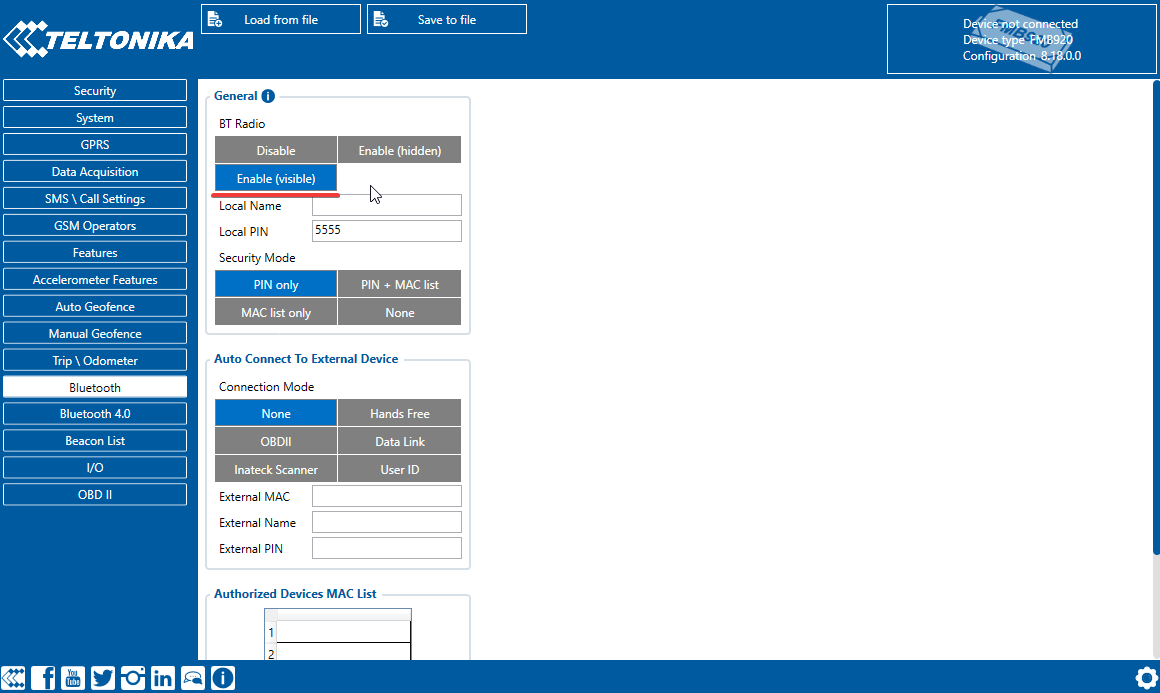 TELTONIKA
Load from file
Save to file
Device not connected
Device type FMB920
Configuration 8.18.0.0
Security
System
GPRS
Data Acquisition
SMS \ Call Settings
GSM Operators
Features
Accelerometer Features
Auto Geofence
Manual Geofence
Trip \ Odometer
Bluetooth
Bluetooth 4.0
Beacon List
I/O
OBD II
General
BT Radio
Disable
Enable (hidden)
Enable (visible)
Local Name
Local PIN
5555
Security Mode
PIN only
PIN + MAC list
MAC list only
None
Auto Connect To External Device
Connection Mode
None
Hands Free
OBDII
Data Link
Inateck Scanner
User ID
External MAC
External Name
External PIN
Authorized Devices MAC List
1
2
You
Tube
in